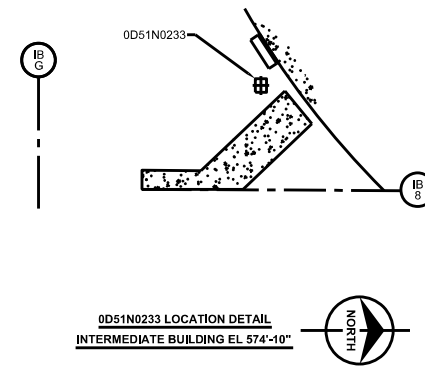 0D51N0233
IB
G
IB
8
0D51N0233 LOCATION DETAIL
INTERMEDIATE BUILDING EL 574'-10"
NORTH